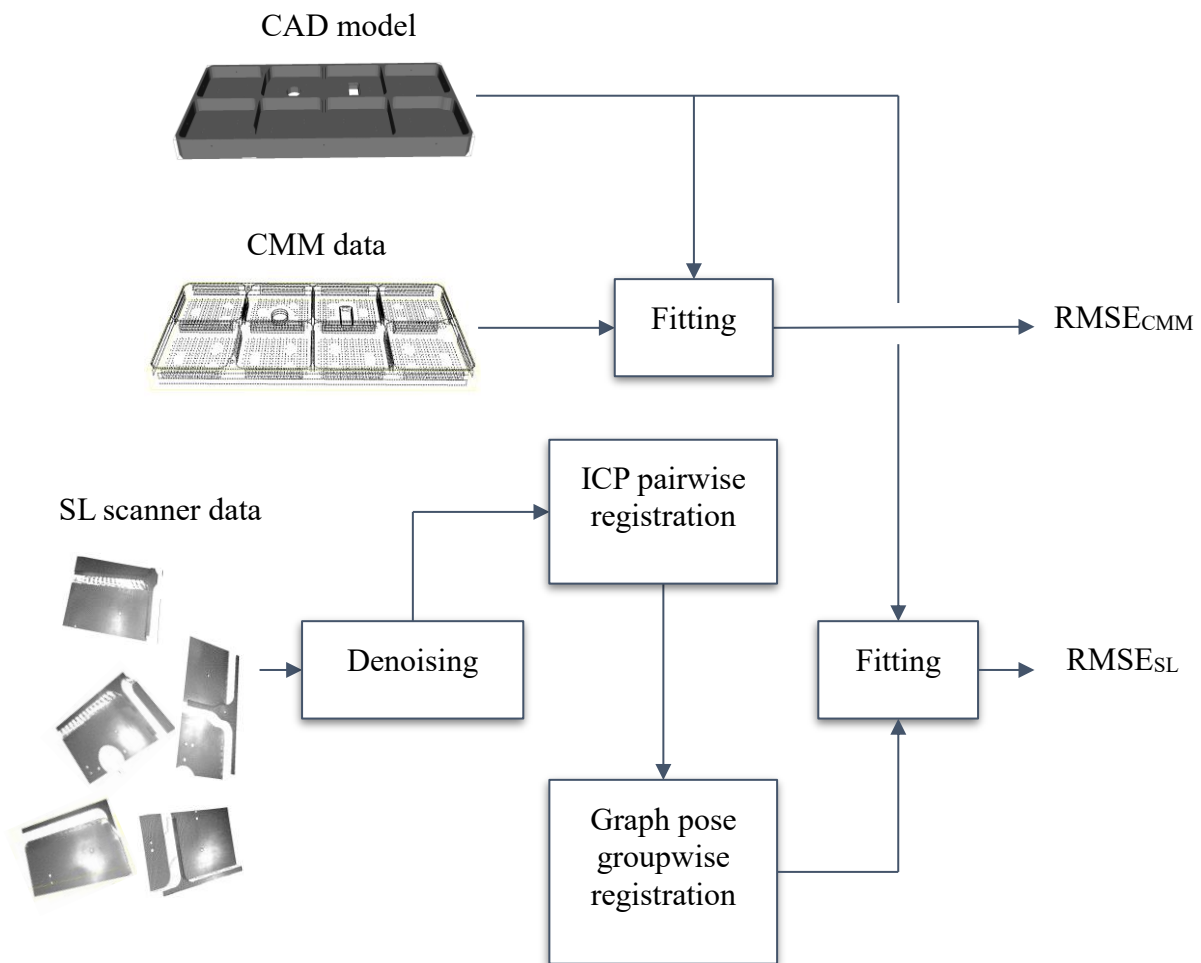 CAD model
CMM data
Fitting
RMSECMM
ICP pairwise
registration
SL scanner data
Denoising
Fitting
RMSESL
Graph pose
groupwise
registration